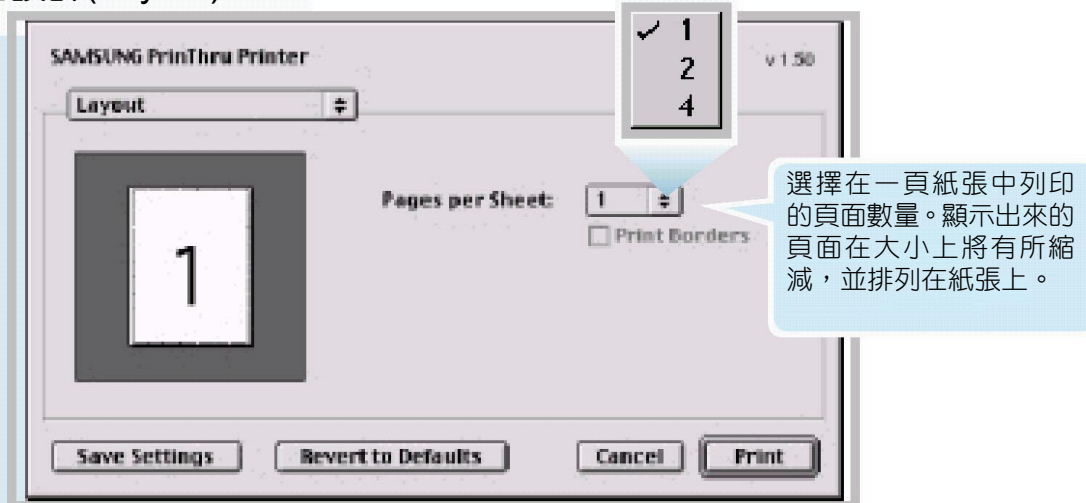 ✓ 1
2
4
SAMSUNG PrinThru Printer
v 1.50
Layout
1
Pages per Sheet:
1
Print Borders
選擇在一頁紙張中列印
的頁面數量。顯示出來的
頁面在大小上將有所縮
減，並排列在紙張上。
Save Settings
Revert to Defaults
Cancel
Print